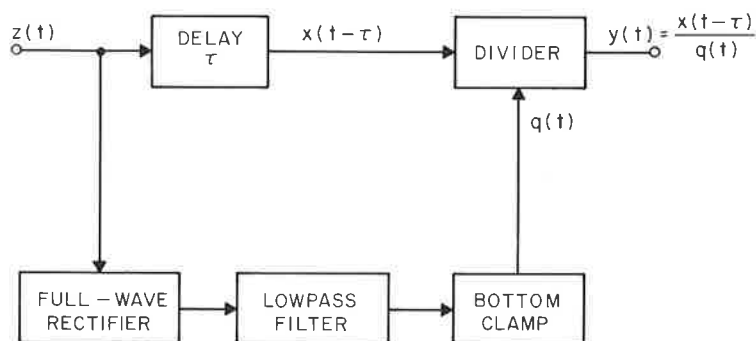 z(t)
DELAY
τ
x(t-τ)
DIVIDER
y(t) = x(t-τ)
q(t)
q(t)
FULL-WAVE
RECTIFIER
LOWPASS
FILTER
BOTTOM
CLAMP